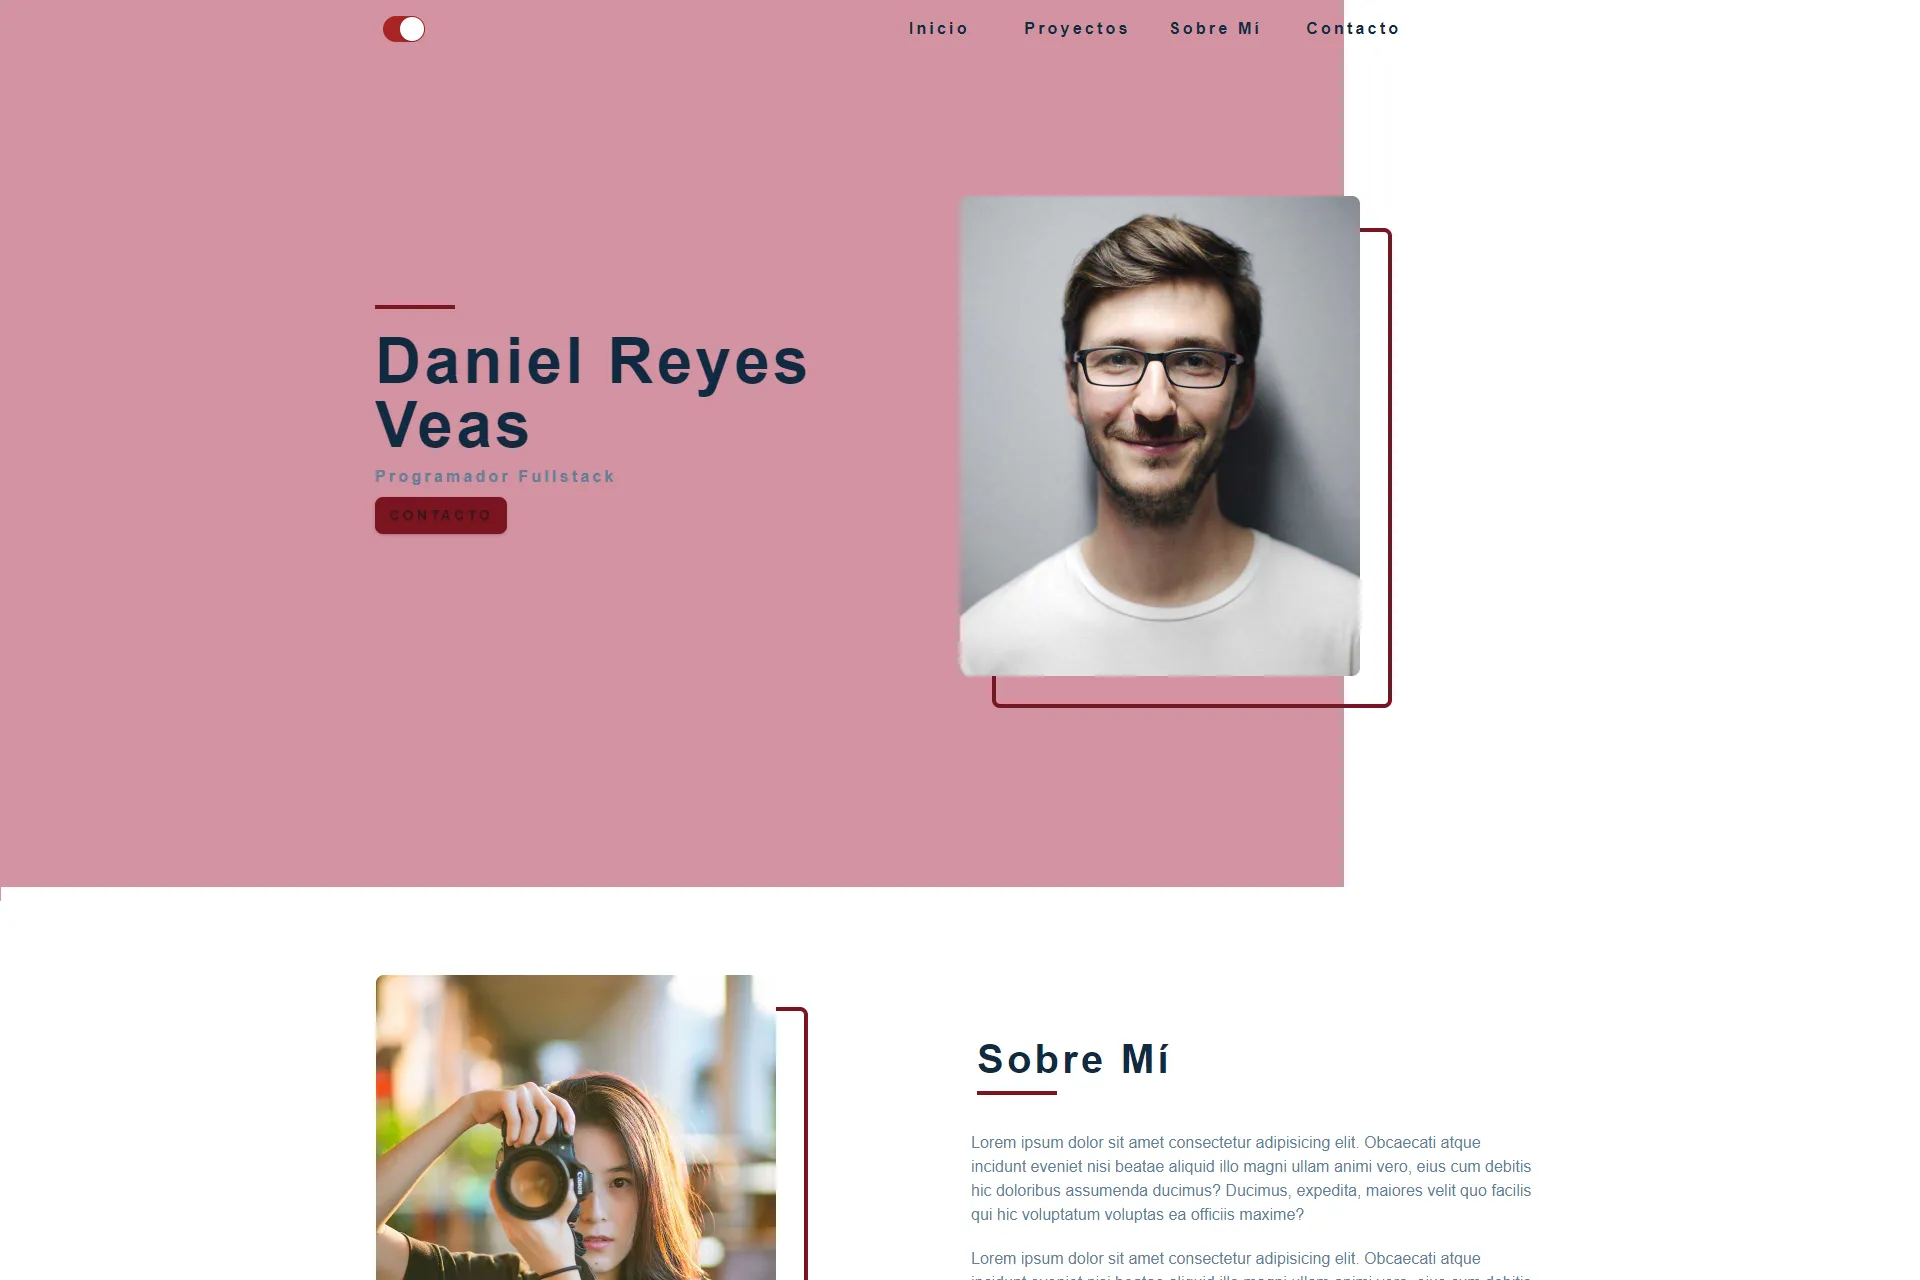 Inicio Proyectos Sobre Mí Contacto
Daniel Reyes
Veas
Programador Fullstack
CONTACTO
Sobre Mí
Lorem ipsum dolor sit amet consectetur adipisicing elit. Obcaecati atque
incidunt eveniet nisi beatae aliquid illo magni ullam animi vero, eius cum debitis
hic doloribus assumenda ducimus? Ducimus, expedita, maiores velit quo facilis
qui hic voluptatum voluptas ea officiis maxime?
Lorem ipsum dolor sit amet consectetur adipisicing elit. Obcaecati atque